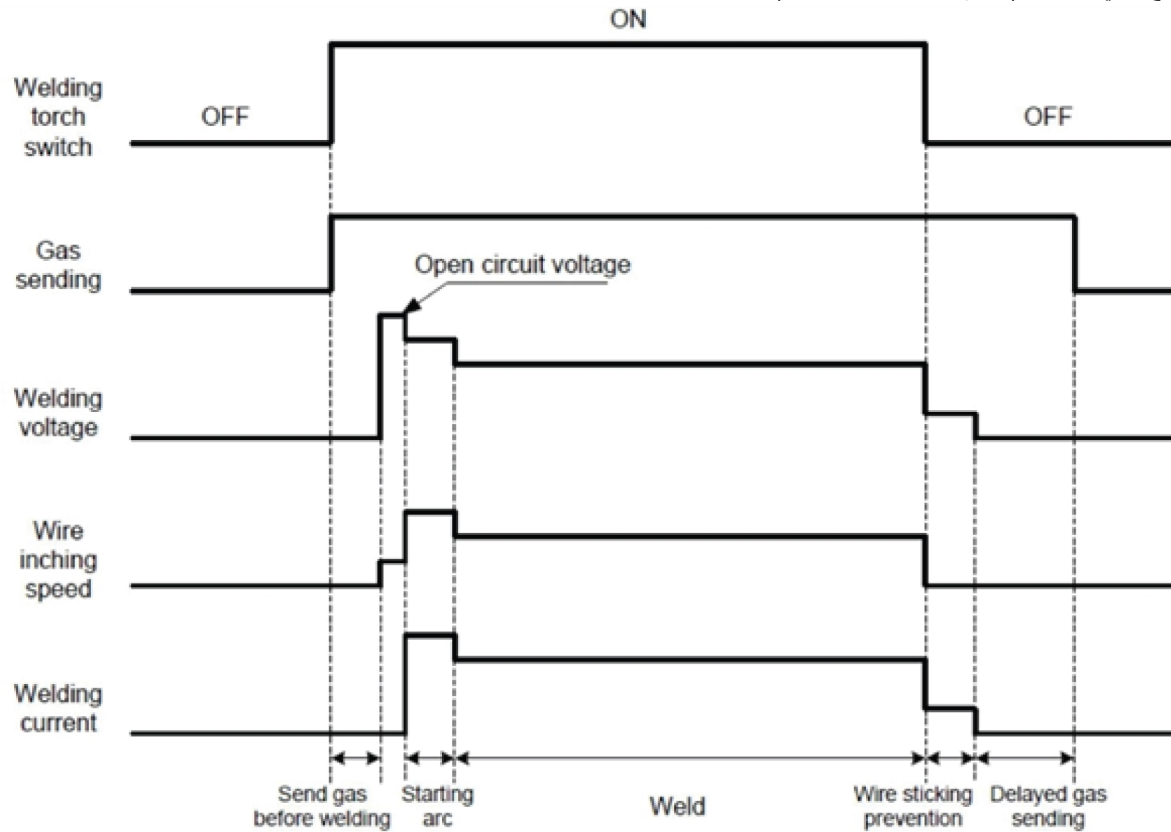 ON
Welding
torch
switch
OFF
OFF
Gas
sending
Open circuit voltage
Welding
voltage
Wire
inching
speed
Welding
current
Send gas
before welding
Starting
arc
Weld
Wire sticking
prevention
Delayed gas
sending